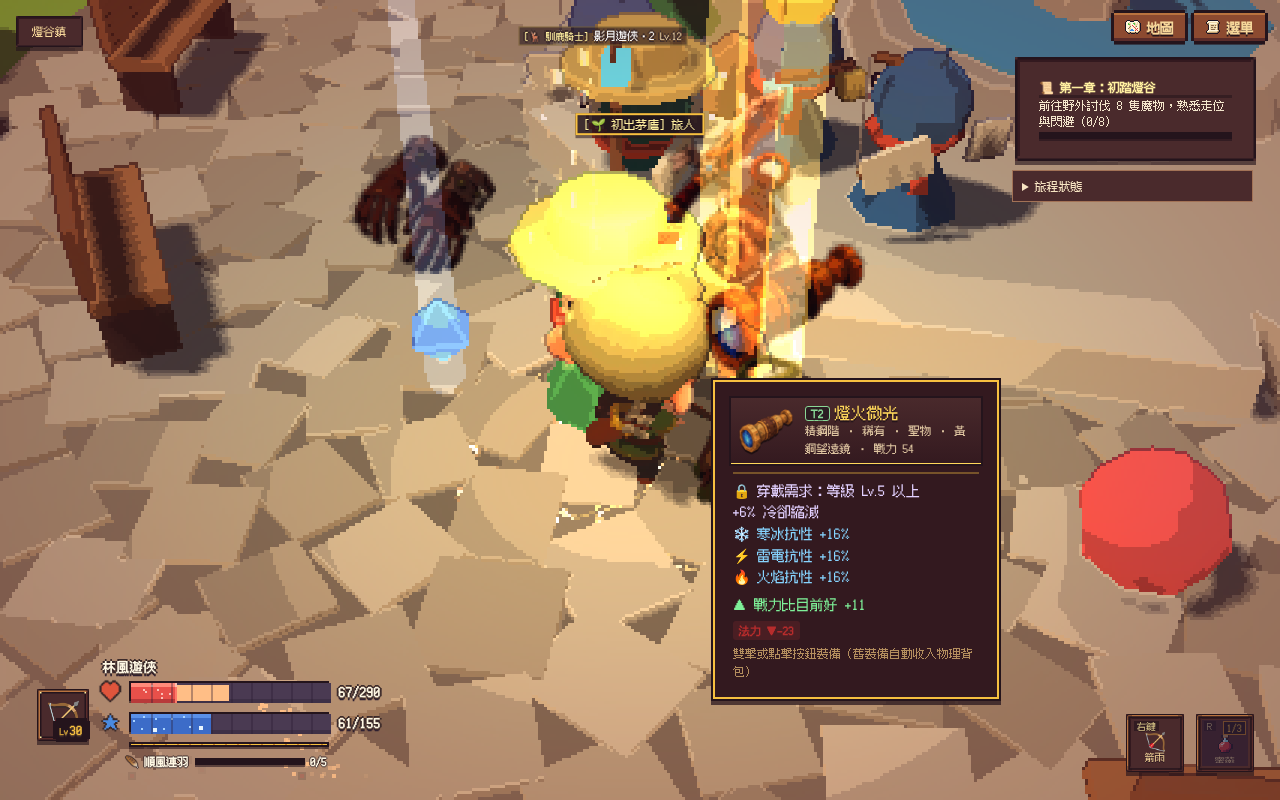 燈谷鎮
[馴鹿騎士] 影月遊俠・2 Lv.12
[初出茅廬] 旅人
地圖
選單
第一章：初踏燈谷
前往野外討伐 8 隻魔物，熟悉走位
與閃避 (0/8)
▶ 旅程狀態
T2 燈火微光
精鋼階 ・ 稀有 ・ 聖物 ・ 黃
銅望遠鏡 ・ 戰力 54
穿戴需求：等級 Lv.5 以上
+6% 冷卻縮減
寒冰抗性 +16%
雷電抗性 +16%
火焰抗性 +16%
▲ 戰力比目前好 +11
法力 ▼-23
雙擊或點擊按鈕裝備（舊裝備自動收入物理背
包）
林風遊俠
67/290
61/155
Lv30
順風連羽 0/5
右鍵
箭雨
R 1/3